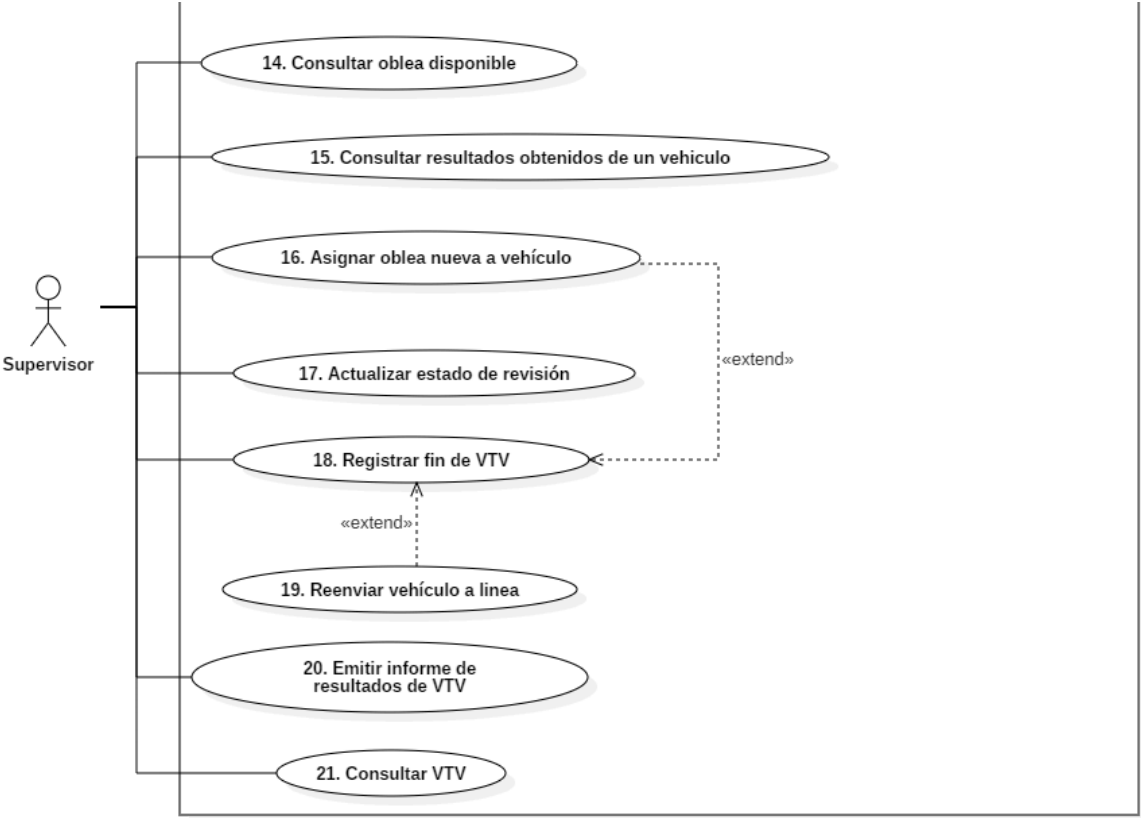 14. Consultar oblea disponible
15. Consultar resultados obtenidos de un vehiculo
16. Asignar oblea nueva a vehículo
Supervisor
«extend»
17. Actualizar estado de revisión
18. Registrar fin de VTV
«extend»
19. Reenviar vehículo a linea
20. Emitir informe de
resultados de VTV
21. Consultar VTV